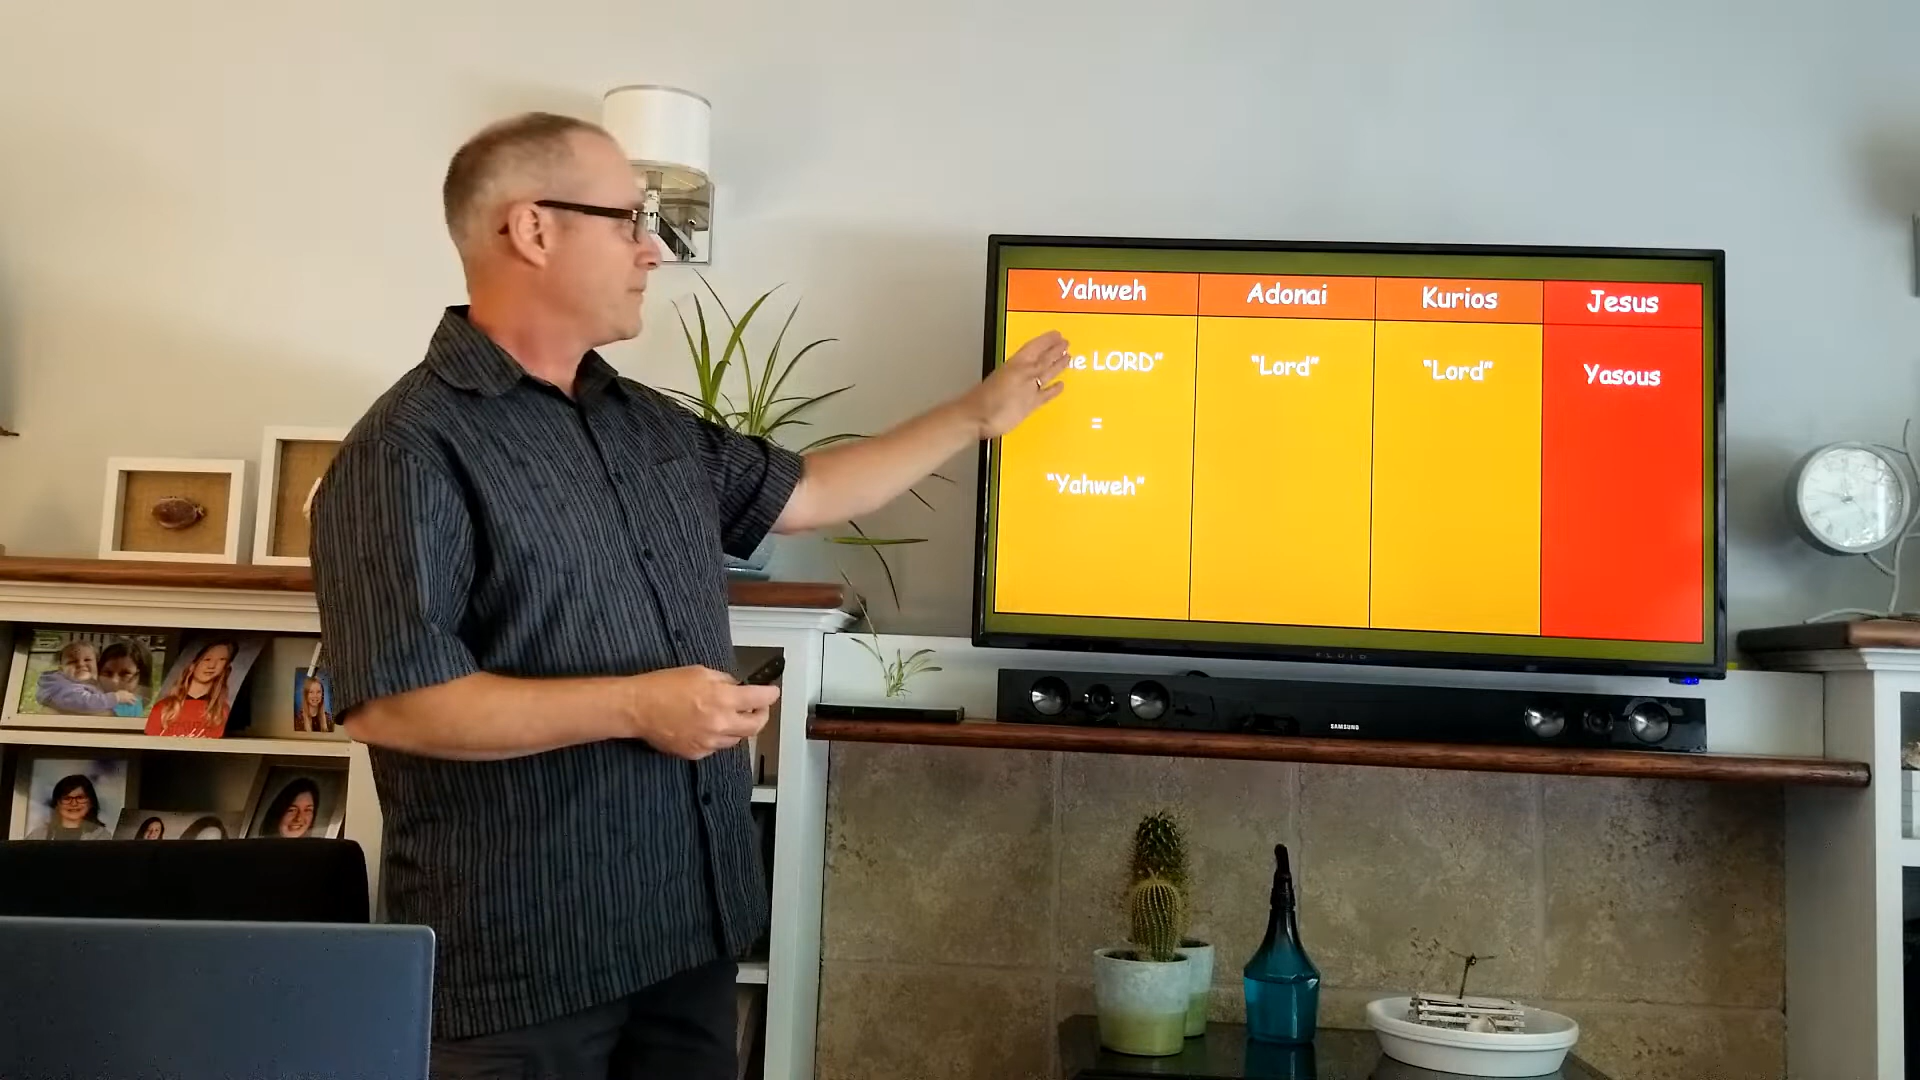 Yahweh Adonai Kurios Jesus
LORD" "Lord" "Lord" Yasous
=
"Yahweh"
SAMSUNG